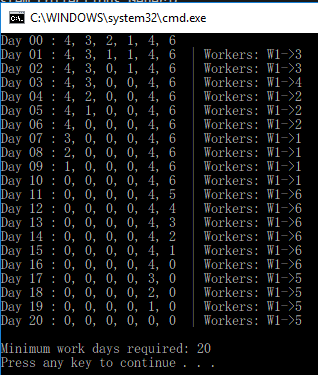 C:\WINDOWS\system32\cmd.exe
Day 00 : 4, 3, 2, 1, 4, 6
Day 01 : 4, 3, 1, 1, 4, 6 | Workers: W1->3
Day 02 : 4, 3, 0, 1, 4, 6 | Workers: W1->3
Day 03 : 4, 3, 0, 0, 4, 6 | Workers: W1->4
Day 04 : 4, 2, 0, 0, 4, 6 | Workers: W1->2
Day 05 : 4, 1, 0, 0, 4, 6 | Workers: W1->2
Day 06 : 4, 0, 0, 0, 4, 6 | Workers: W1->2
Day 07 : 3, 0, 0, 0, 4, 6 | Workers: W1->1
Day 08 : 2, 0, 0, 0, 4, 6 | Workers: W1->1
Day 09 : 1, 0, 0, 0, 4, 6 | Workers: W1->1
Day 10 : 0, 0, 0, 0, 4, 6 | Workers: W1->1
Day 11 : 0, 0, 0, 0, 4, 5 | Workers: W1->6
Day 12 : 0, 0, 0, 0, 4, 4 | Workers: W1->6
Day 13 : 0, 0, 0, 0, 4, 3 | Workers: W1->6
Day 14 : 0, 0, 0, 0, 4, 2 | Workers: W1->6
Day 15 : 0, 0, 0, 0, 4, 1 | Workers: W1->6
Day 16 : 0, 0, 0, 0, 4, 0 | Workers: W1->6
Day 17 : 0, 0, 0, 0, 3, 0 | Workers: W1->5
Day 18 : 0, 0, 0, 0, 2, 0 | Workers: W1->5
Day 19 : 0, 0, 0, 0, 1, 0 | Workers: W1->5
Day 20 : 0, 0, 0, 0, 0, 0 | Workers: W1->5
Minimum work days required: 20
Press any key to continue . . .